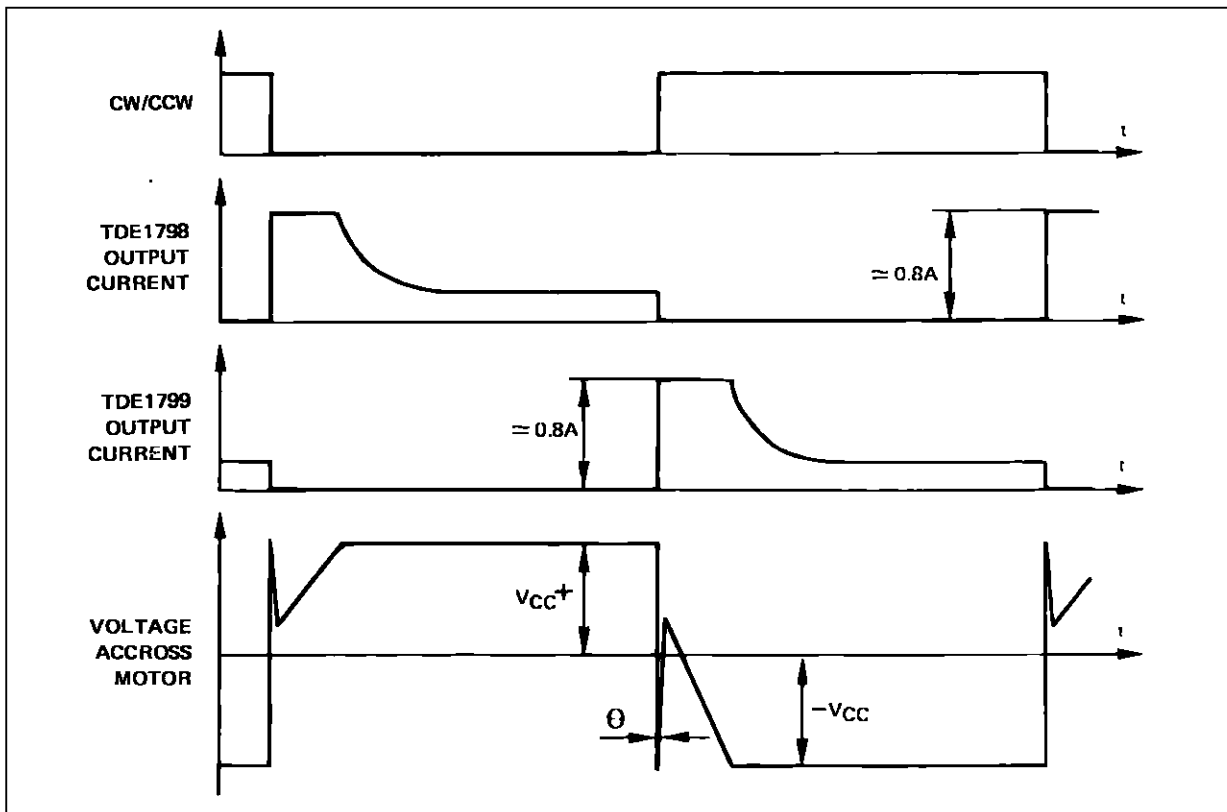 CW/CCW
t
TDE1798
OUTPUT
CURRENT
≃ 0.8A
t
TDE1799
OUTPUT
CURRENT
≃ 0.8A
t
VOLTAGE
ACCROSS
MOTOR
VCC+
t
Θ
−VCC